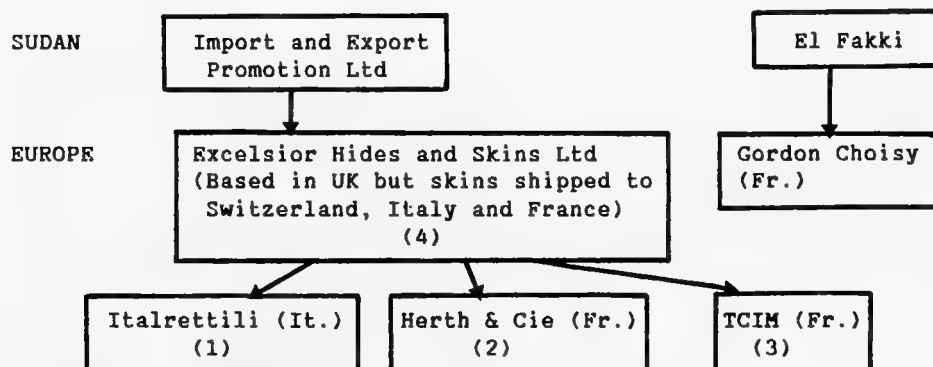 SUDAN
Import and Export
Promotion Ltd
El Fakki
EUROPE
Excelsior Hides and Skins Ltd
(Based in UK but skins shipped to
Switzerland, Italy and France)
(4)
Gordon Choisy
(Fr.)
Italrettili (It.)
(1)
Herth & Cie (Fr.)
(2)
TCIM (Fr.)
(3)